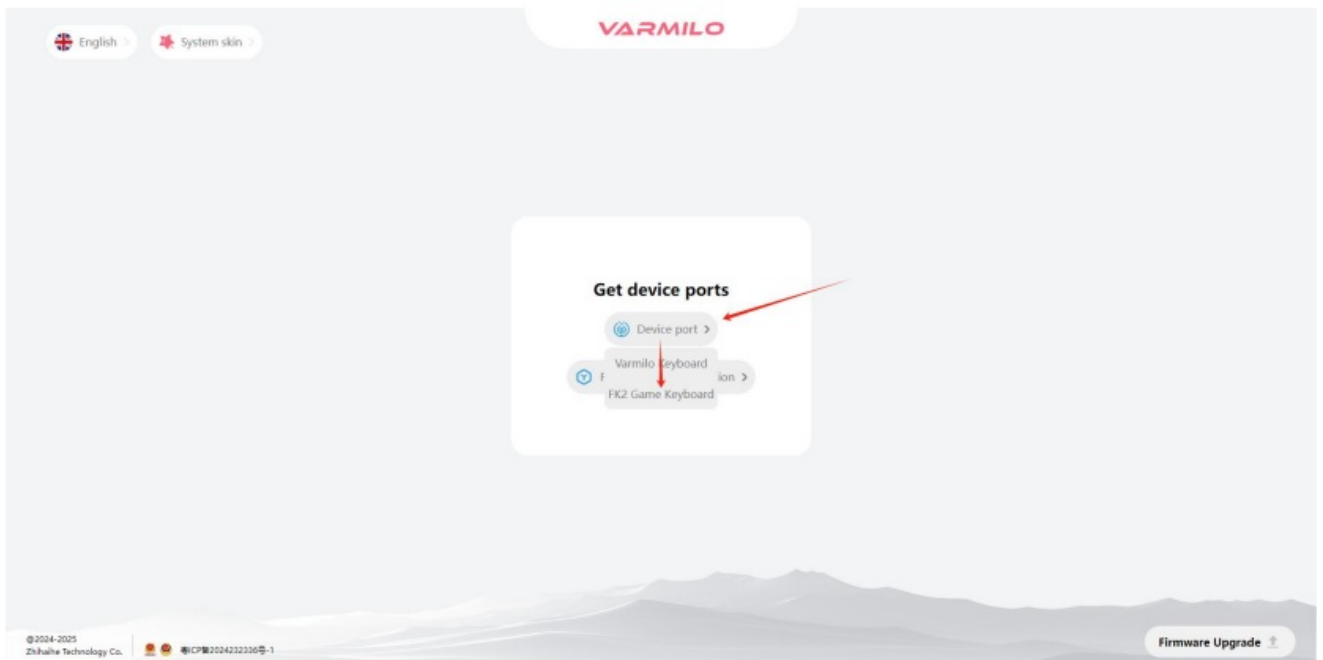 VARMILO
English
System skin
Get device ports
Device port
Varmilo Keyboard
FK2 Game Keyboard
@2024-2025
Zhihaihe Technology Co.
Firmware Upgrade